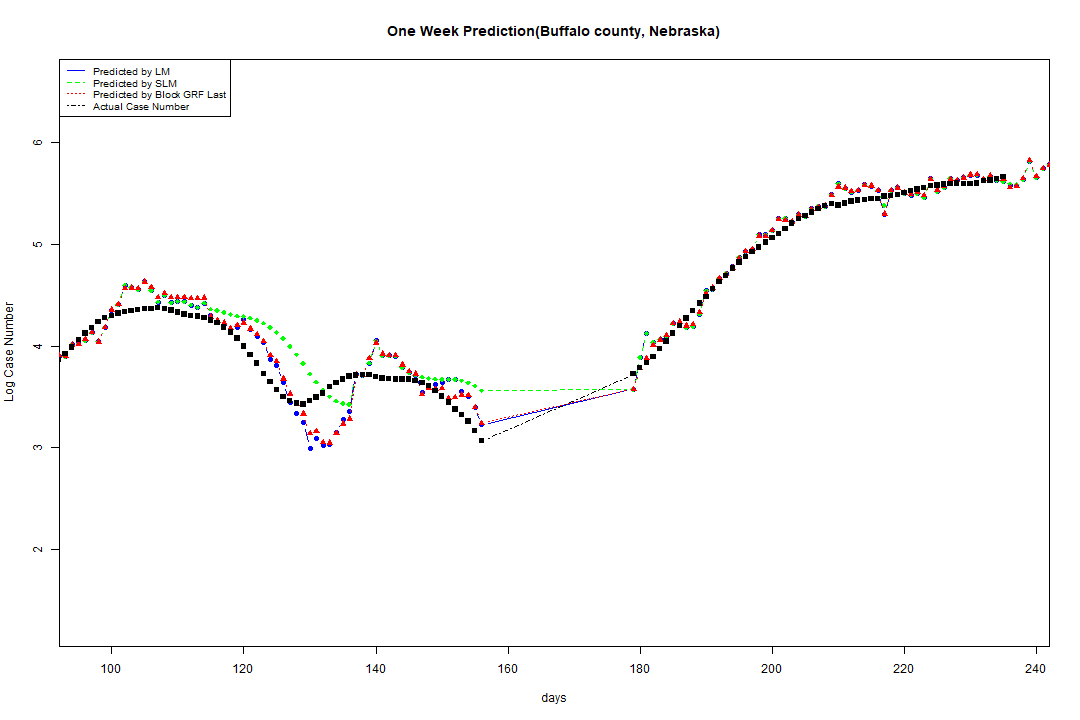 One Week Prediction(Buffalo county, Nebraska)
Predicted by LM
Predicted by SLM
Predicted by Block GRF Last
Actual Case Number
Log Case Number
6
5
4
3
2
100 120 140 160 180 200 220 240
days